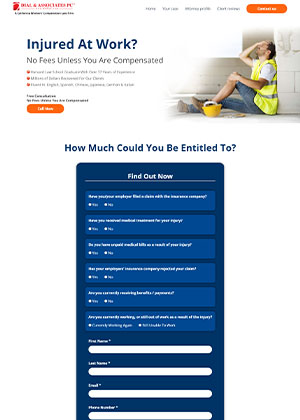 DIAL & ASSOCIATES PC
A California Workers' Compensation Law Firm
Home
Your case
Attorney profile
Client reviews
Contact us
Injured At Work?
No Fees Unless You Are Compensated
Harvard Law School Graduate With Over 37 Years of Experience
Millions of Dollars Recovered For Our Clients
Fluent In: English, Spanish, Chinese, Japanese, German & Italian
Free Consultation
No Fees Unless You Are Compensated
Call Now
How Much Could You Be Entitled To?
Find Out Now
Have you/your employer filed a claim with the insurance company?
Yes No
Have you received medical treatment for your injury?
Yes No
Do you have unpaid medical bills as a result of your injury?
Yes No
Has your employers' insurance company rejected your claim?
Yes No
Are you currently receiving benefits / payments?
Yes No
Are you currently working, or still out of work as a result of the injury?
Currently Working Again Still Unable To Work
First Name *
Last Name *
Email *
Phone Number *